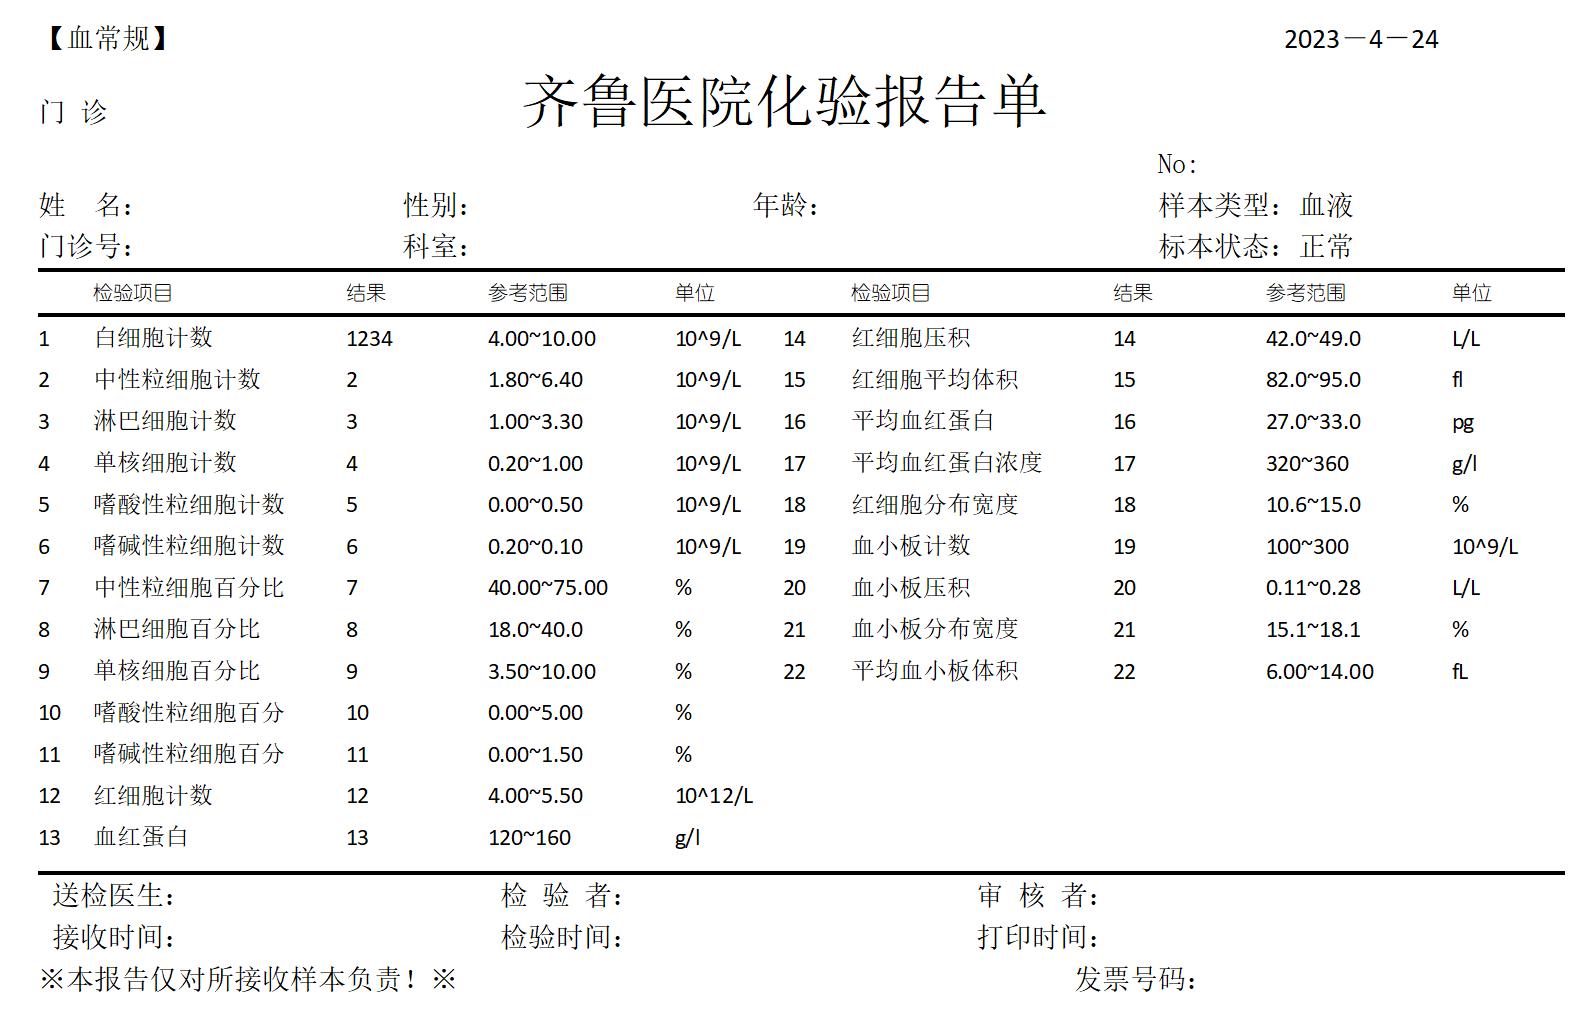 【血常规】 2023－4－24
门 诊 齐鲁医院化验报告单
No:
姓 名: 性别: 年龄: 样本类型: 血液
门诊号: 科室: 标本状态: 正常
检验项目 结果 参考范围 单位 检验项目 结果 参考范围 单位
1 白细胞计数 1234 4.00~10.00 10^9/L 14 红细胞压积 14 42.0~49.0 L/L
2 中性粒细胞计数 2 1.80~6.40 10^9/L 15 红细胞平均体积 15 82.0~95.0 fl
3 淋巴细胞计数 3 1.00~3.30 10^9/L 16 平均血红蛋白 16 27.0~33.0 pg
4 单核细胞计数 4 0.20~1.00 10^9/L 17 平均血红蛋白浓度 17 320~360 g/l
5 嗜酸性粒细胞计数 5 0.00~0.50 10^9/L 18 红细胞分布宽度 18 10.6~15.0 %
6 嗜碱性粒细胞计数 6 0.20~0.10 10^9/L 19 血小板计数 19 100~300 10^9/L
7 中性粒细胞百分比 7 40.00~75.00 % 20 血小板压积 20 0.11~0.28 L/L
8 淋巴细胞百分比 8 18.0~40.0 % 21 血小板分布宽度 21 15.1~18.1 %
9 单核细胞百分比 9 3.50~10.00 % 22 平均血小板体积 22 6.00~14.00 fL
10 嗜酸性粒细胞百分 10 0.00~5.00 %
11 嗜碱性粒细胞百分 11 0.00~1.50 %
12 红细胞计数 12 4.00~5.50 10^12/L
13 血红蛋白 13 120~160 g/l
送检医生: 检 验 者: 审 核 者:
接收时间: 检验时间: 打印时间:
※本报告仅对所接收样本负责！※ 发票号码: